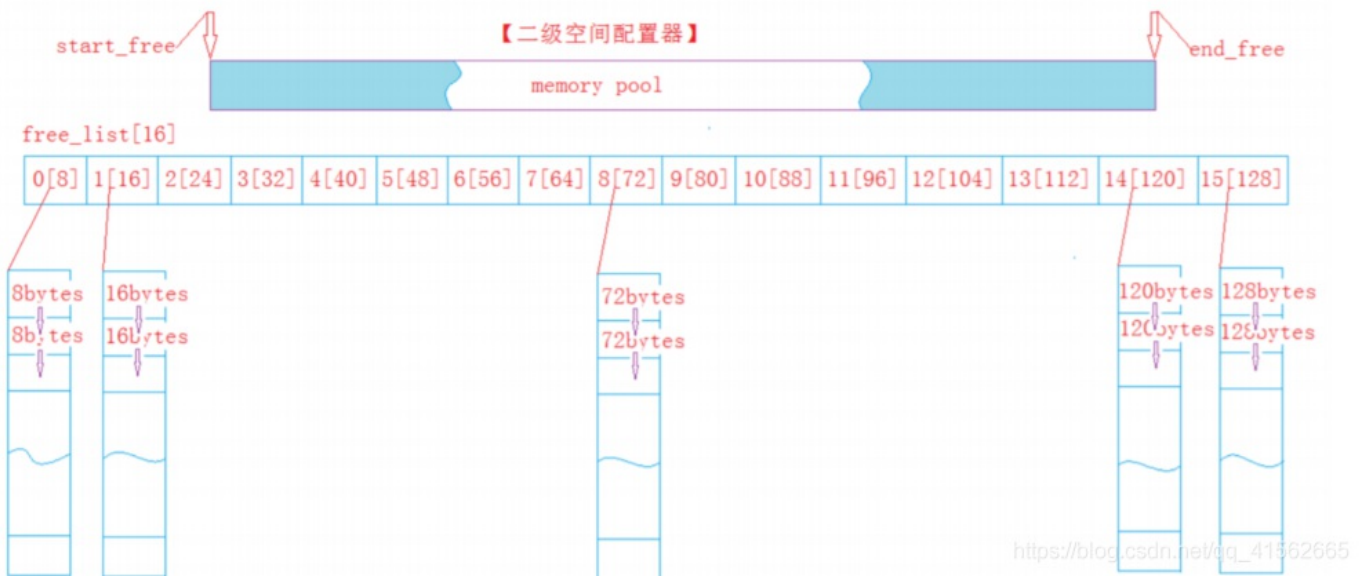 【二级空间配置器】
start_free
end_free
memory pool
free_list[16]
0[8] 1[16] 2[24] 3[32] 4[40] 5[48] 6[56] 7[64] 8[72] 9[80] 10[88] 11[96] 12[104] 13[112] 14[120] 15[128]
8bytes 16bytes 72bytes 120bytes 128bytes
8bytes 16bytes 72bytes 120bytes 128bytes
https://blog.csdn.net/qq_41562665